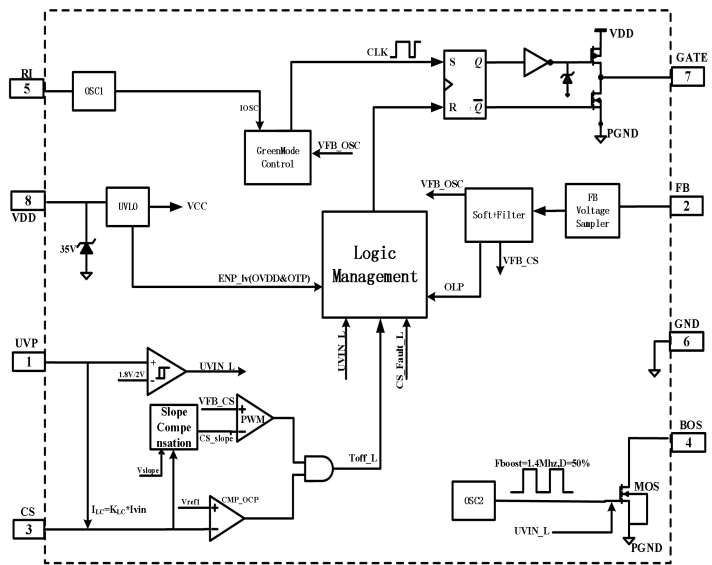 VDD
CLK
GATE
7
S
Q
R
Q
PGND
RI
5
OSC1
IOSC
GreenMode
Control
VFB_OSC
8
VDD
UVLO
VCC
35V
ENP_lv(OVDD&OTP)
Logic
Management
VFB_OSC
Soft+Filter
FB
Voltage
Sampler
FB
2
VFB_CS
OLP
UVIN_L
CS_Fault_L
GND
6
UVP
1
1.8V/2V
+
−
UVIN_L
Slope
Compe
nsation
VFB_CS
CS_slope
+
−
PWM
Vslope
Toff_L
Vref1
+
−
CMP_OCP
CS
3
ILC=KLC*Ivin
BOS
4
Fboost=1.4Mhz,D=50%
OSC2
MOS
UVIN_L
PGND